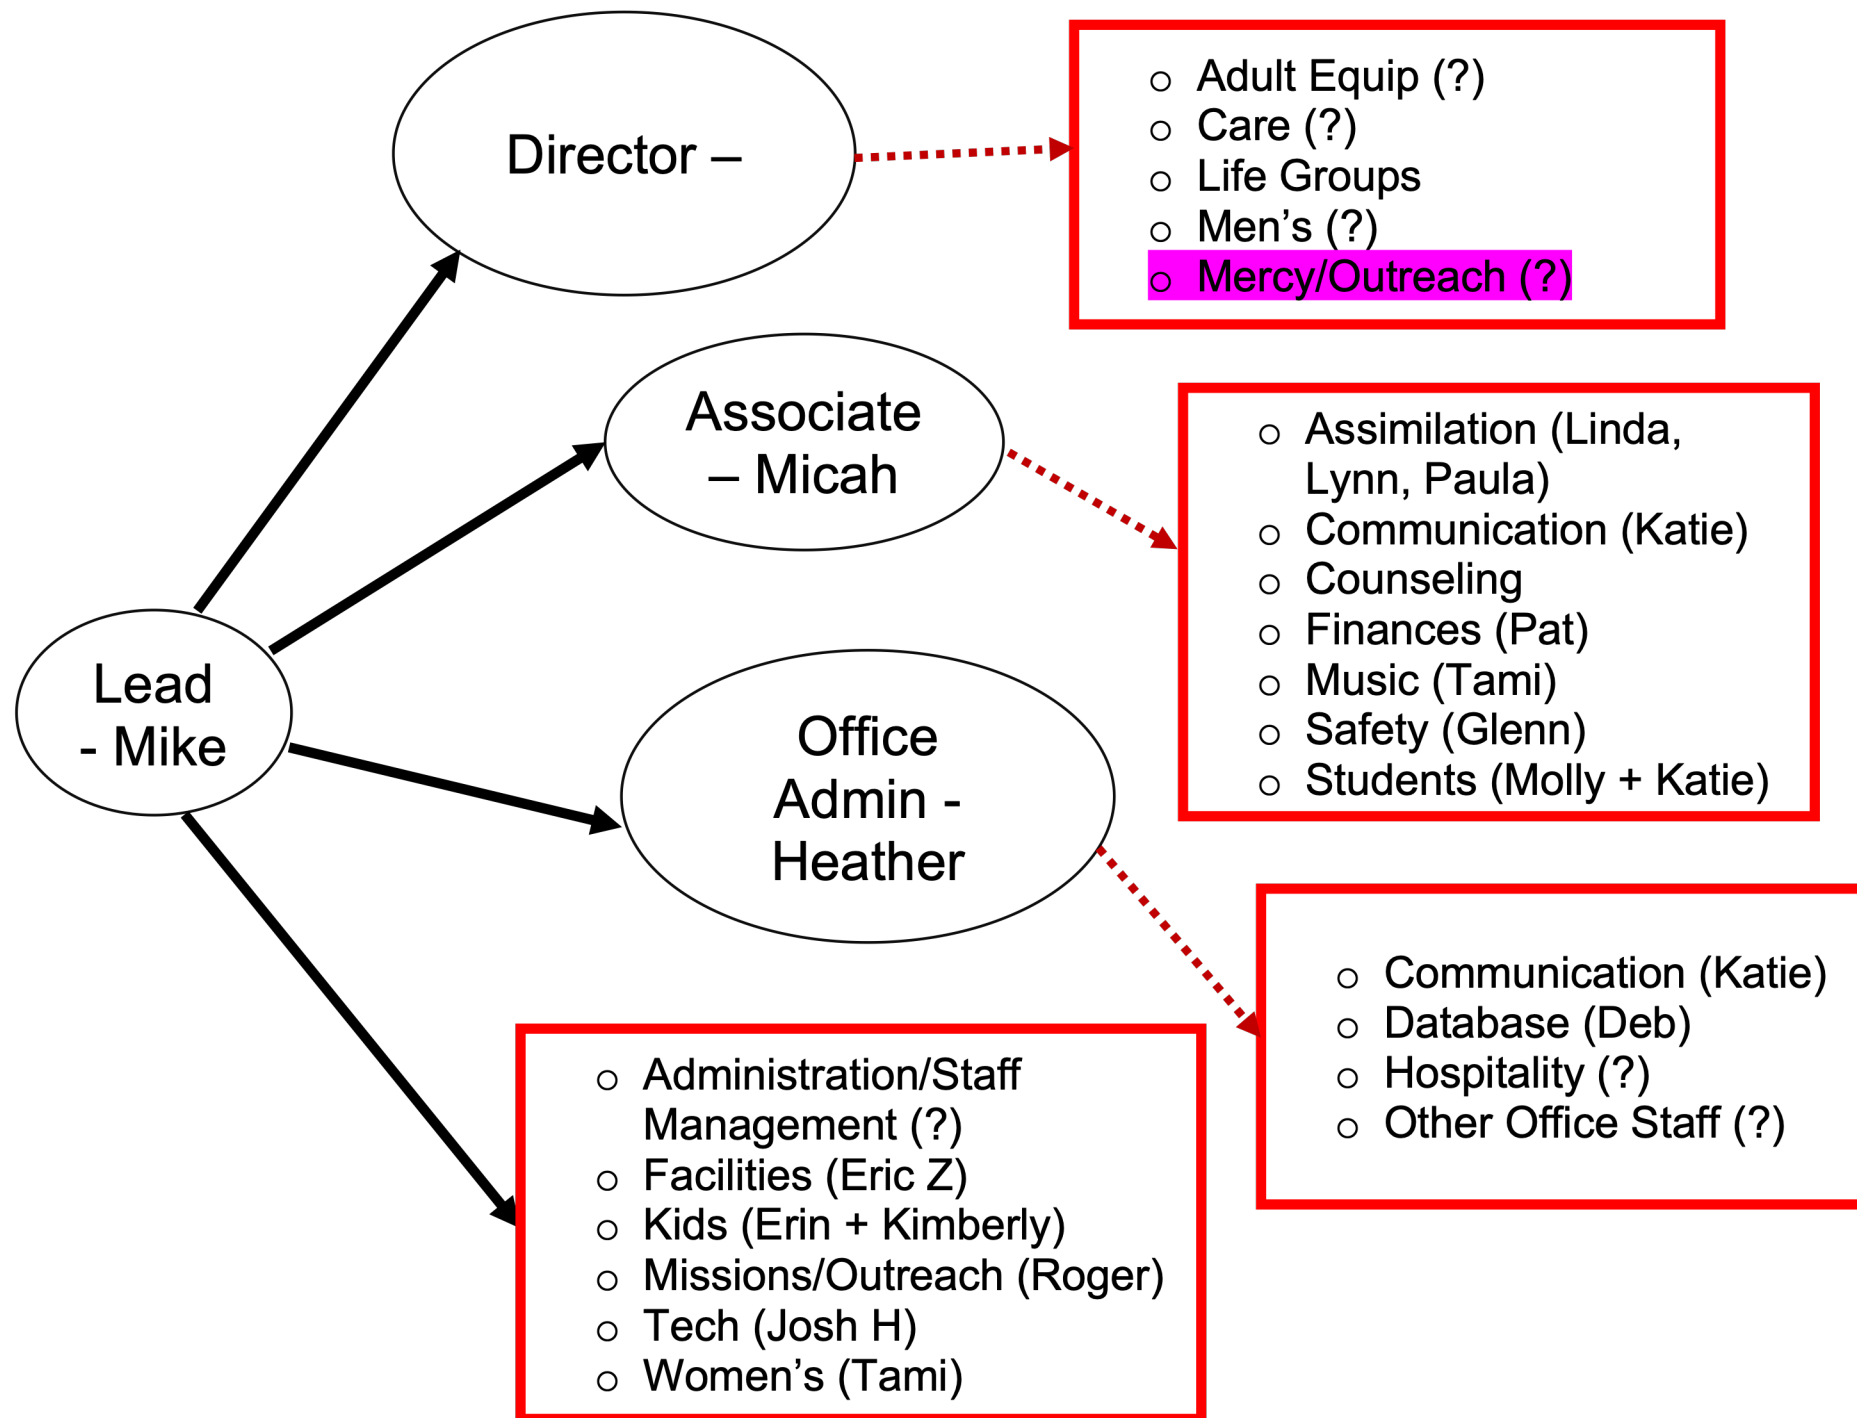 Director –
○ Adult Equip (?)
○ Care (?)
○ Life Groups
○ Men’s (?)
○ Mercy/Outreach (?)
Associate
– Micah
○ Assimilation (Linda,
Lynn, Paula)
○ Communication (Katie)
○ Counseling
○ Finances (Pat)
○ Music (Tami)
○ Safety (Glenn)
○ Students (Molly + Katie)
Lead
- Mike
Office
Admin -
Heather
○ Communication (Katie)
○ Database (Deb)
○ Hospitality (?)
○ Other Office Staff (?)
○ Administration/Staff
Management (?)
○ Facilities (Eric Z)
○ Kids (Erin + Kimberly)
○ Missions/Outreach (Roger)
○ Tech (Josh H)
○ Women’s (Tami)